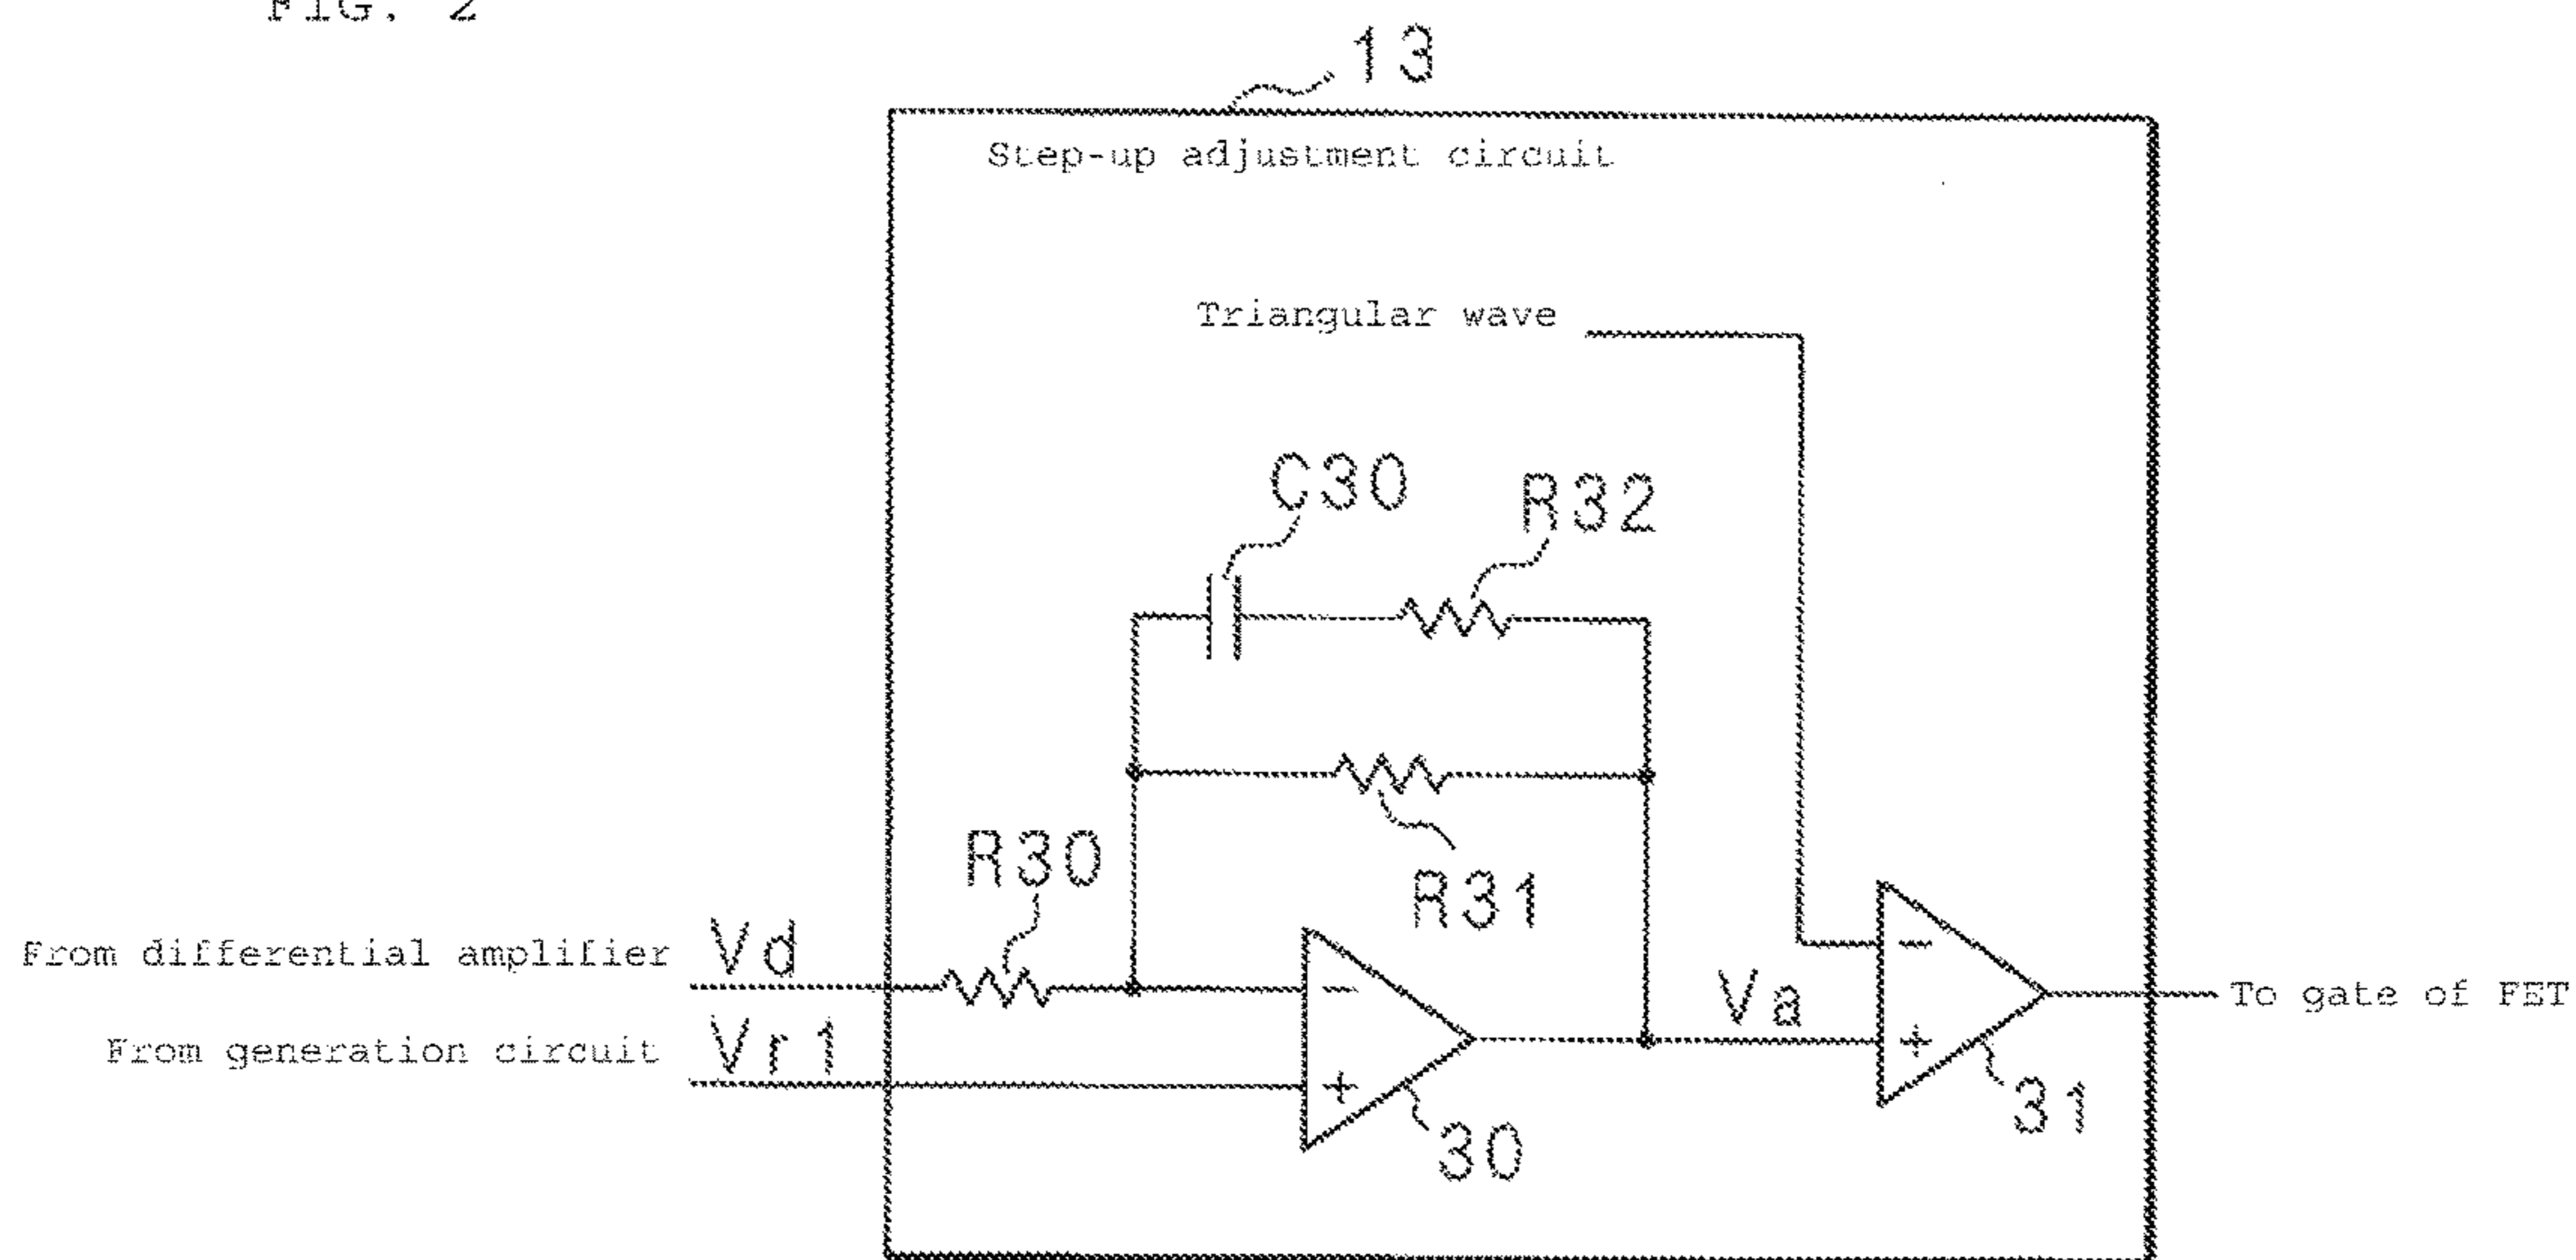 FIG. 2
13
Step-up adjustment circuit
Triangular wave
C30
R32
R30
R31
From differential amplifier Vd
−
−
Va
To gate of FET
From generation circuit Vr1
+
+
30
31